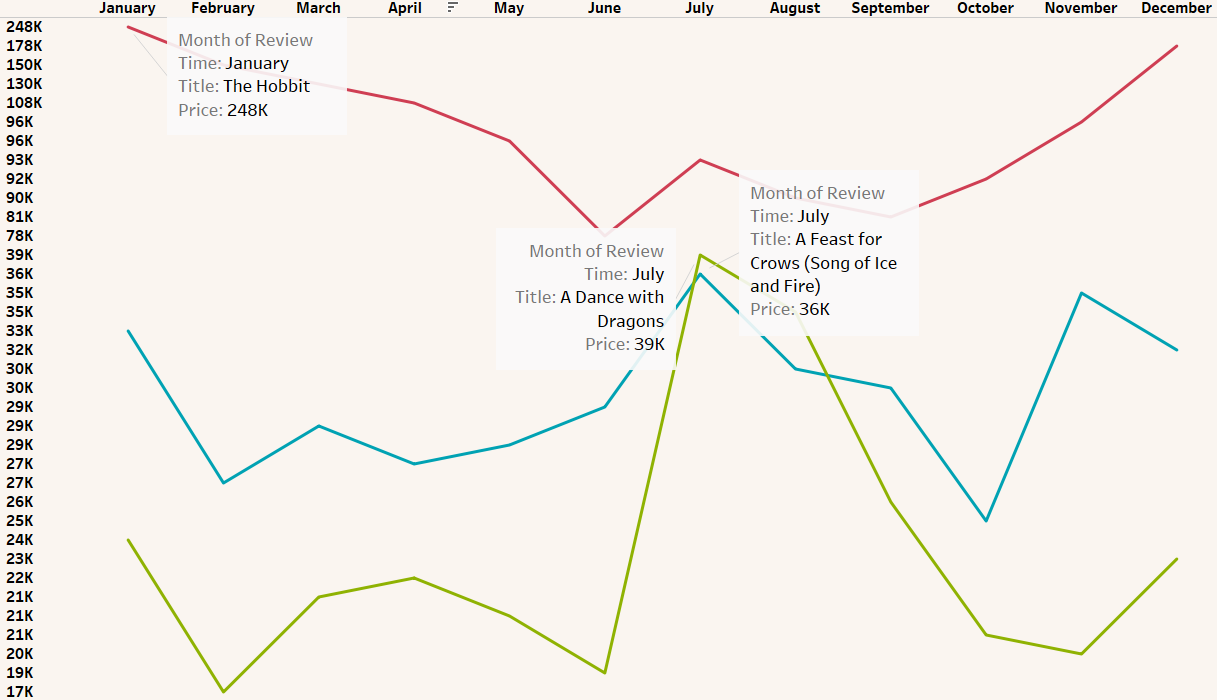 January February March April May June July August September October November December
248K
178K
150K
130K
108K
96K
96K
93K
92K
90K
81K
78K
39K
36K
35K
35K
33K
32K
30K
30K
29K
29K
29K
27K
27K
26K
25K
23K
22K
21K
21K
21K
20K
19K
17K
Month of Review
Time: January
Title: The Hobbit
Price: 248K
Month of Review
Time: July
Title: A Feast for
Crows (Song of Ice
and Fire)
Price: 36K
Month of Review
Time: July
Title: A Dance with
Dragons
Price: 39K